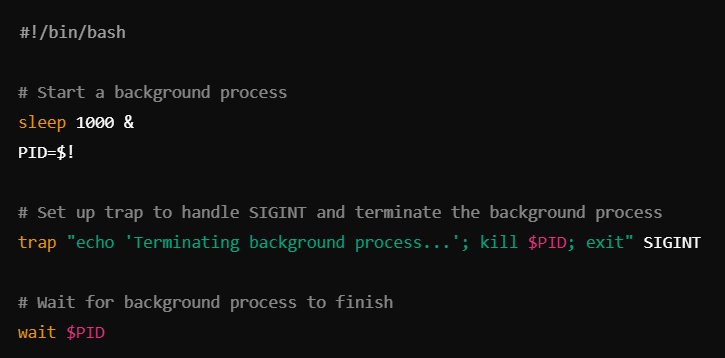 #!/bin/bash
# Start a background process
sleep 1000 &
PID=$!
# Set up trap to handle SIGINT and terminate the background process
trap "echo 'Terminating background process...'; kill $PID; exit" SIGINT
# Wait for background process to finish
wait $PID